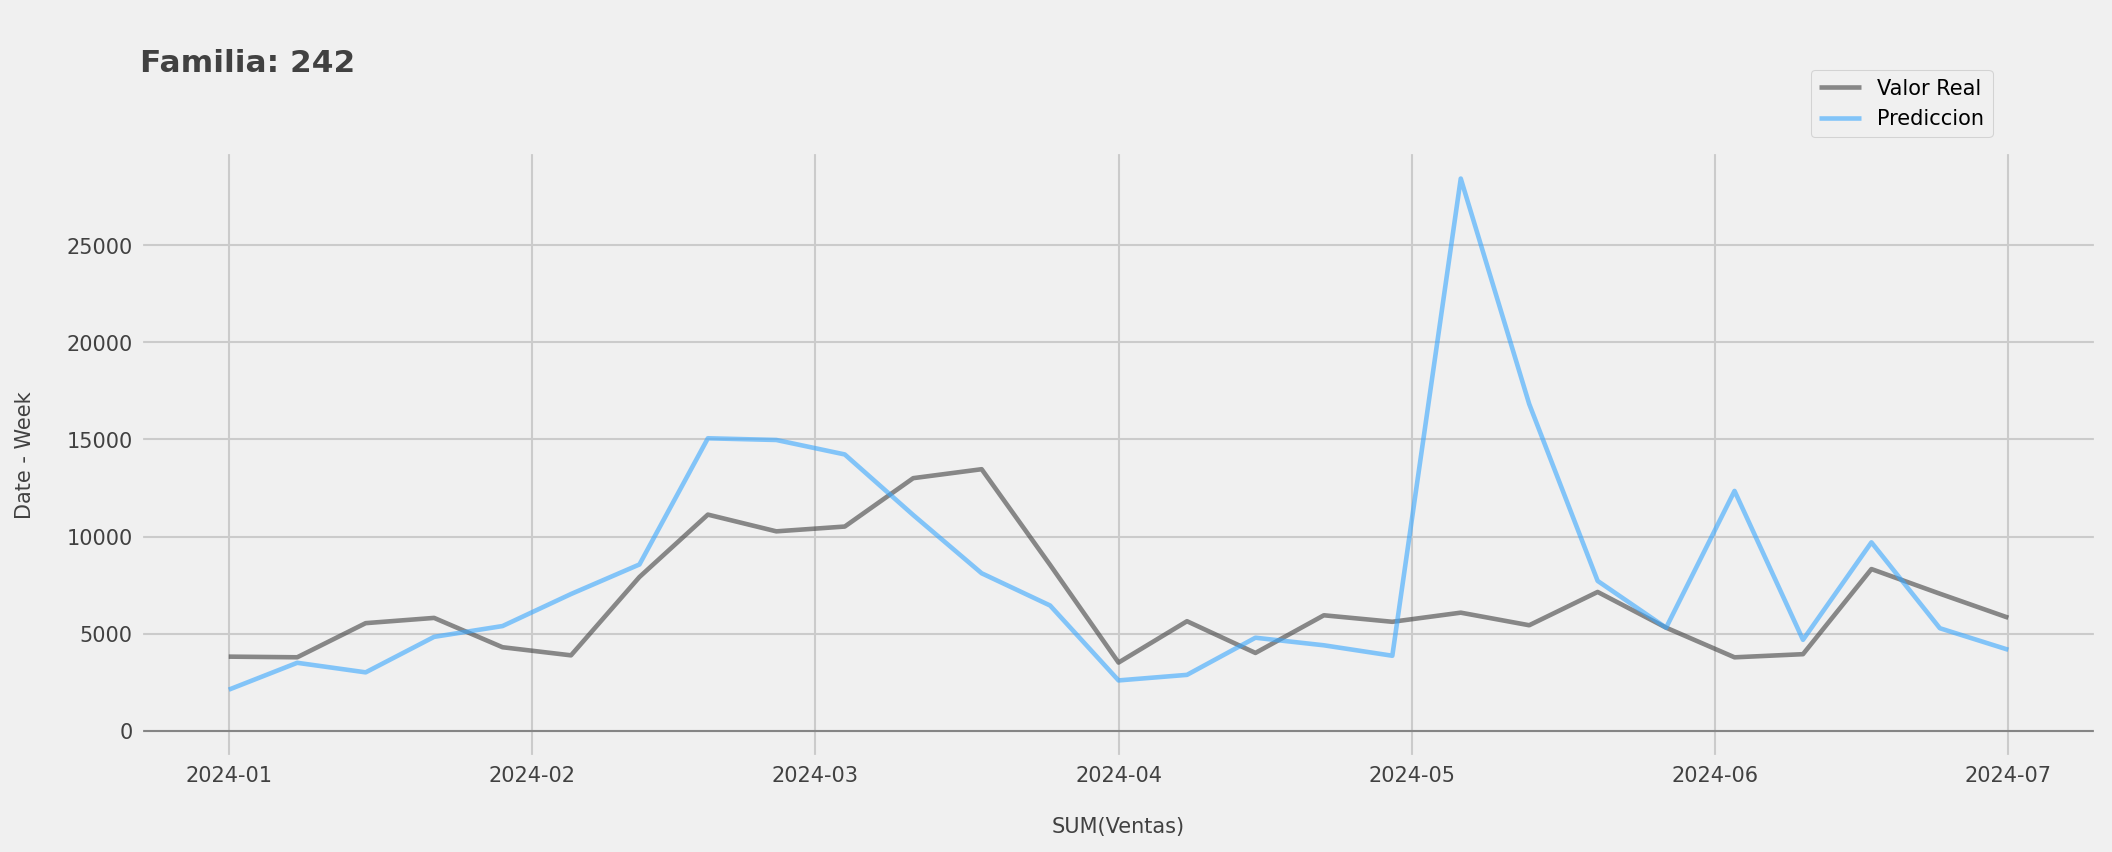 Familia: 242
Valor Real
Prediccion
25000
20000
15000
10000
5000
0
Date - Week
2024-01 2024-02 2024-03 2024-04 2024-05 2024-06 2024-07
SUM(Ventas)